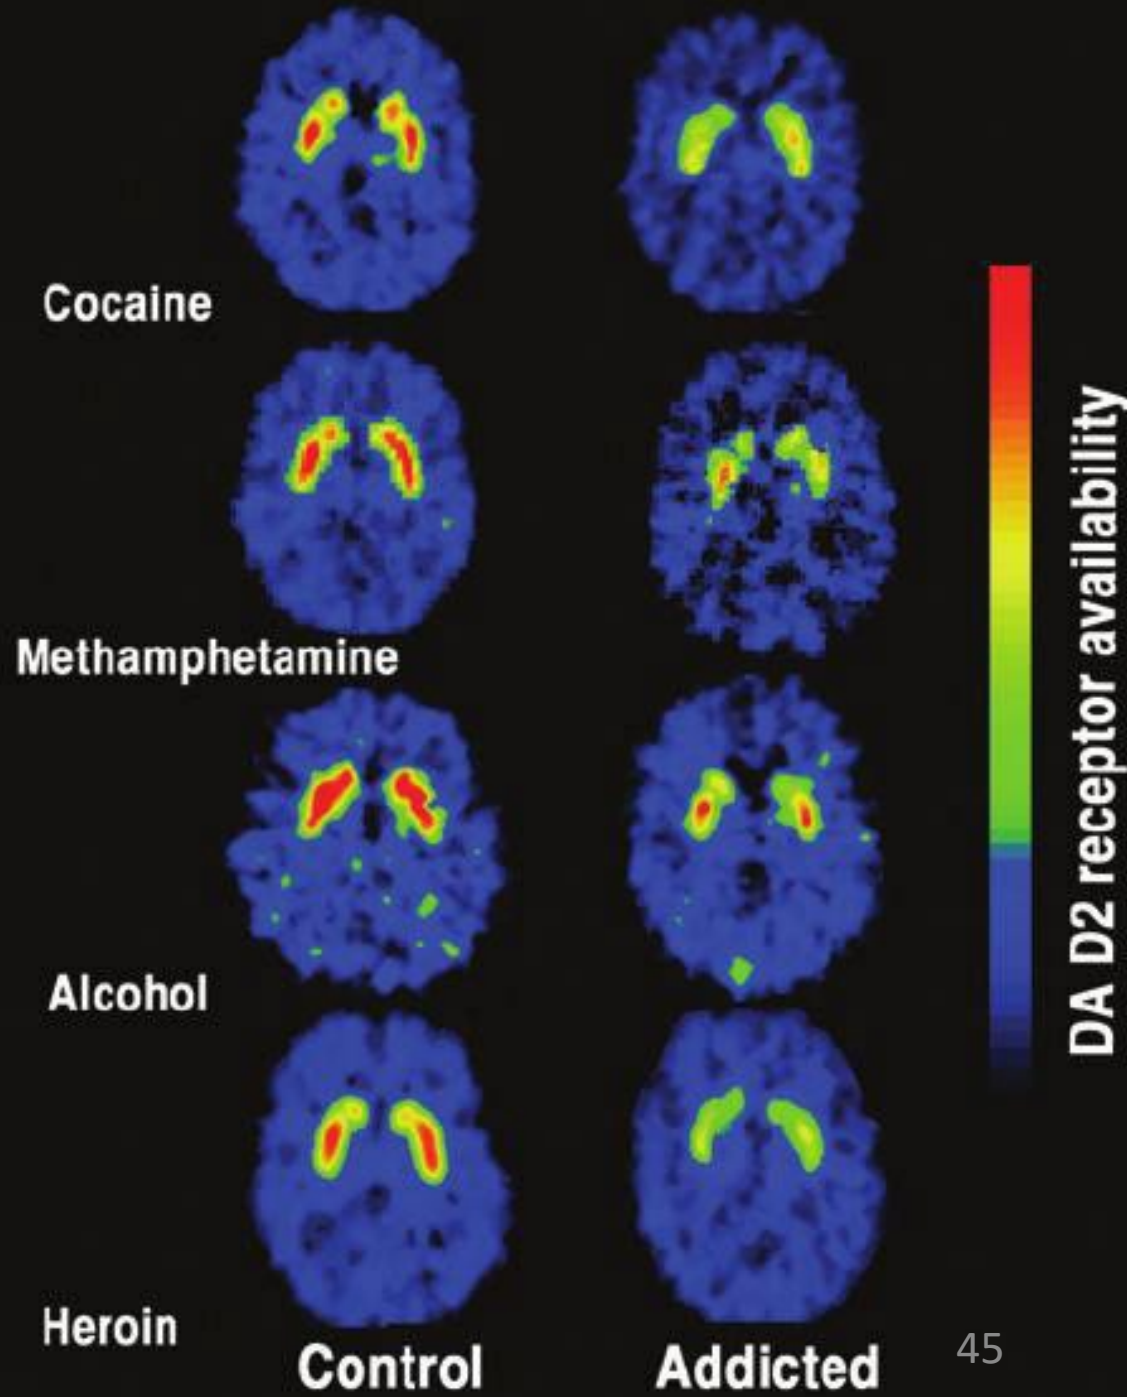 Cocaine
Methamphetamine
Alcohol
Heroin
Control
Addicted
DA D2 receptor availability
45